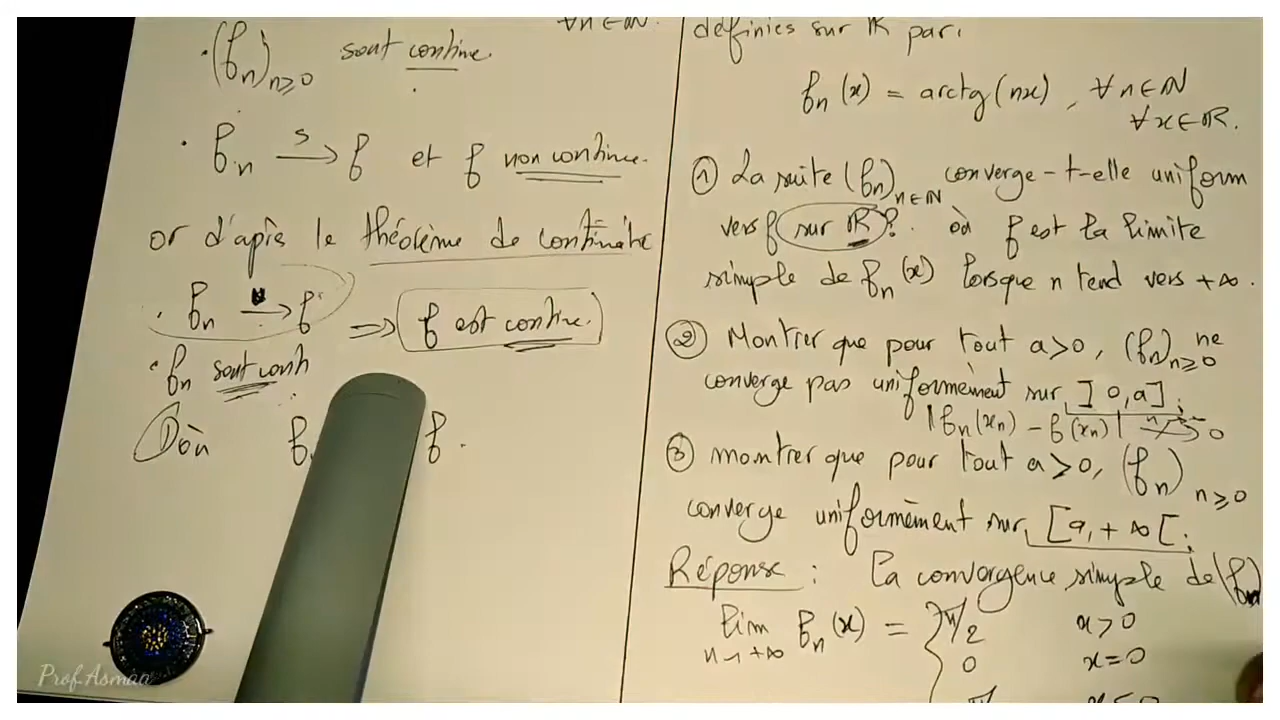 ∀n ∈ ℕ.
• (fn)n≥0 sont continue.
• fn —S→ f et f non continue.
or d'après le théorème de continuité
• fn —U→ f ⟹ f est continue.
• fn sont conti
D'où f f.
définies sur ℝ par.
fn(x) = arctg(nx), ∀n∈ℕ
∀x∈ℝ.
① La suite (fn)n∈ℕ converge-t-elle uniform
vers f sur ℝ? où f est la limite
simple de fn(x) lorsque n tend vers +∞.
② Montrer que pour tout a>0, (fn)n≥0 ne
converge pas uniformément sur ]0,a];
|fn(xn) - f(xn)| 0
③ montrer que pour tout a>0, (fn)n≥0
converge uniformément sur [a,+∞[;
Réponse : La convergence simple de (fn)
lim n→+∞ fn(x) = { π/2 x>0
0 x=0
Prof.Asmaa